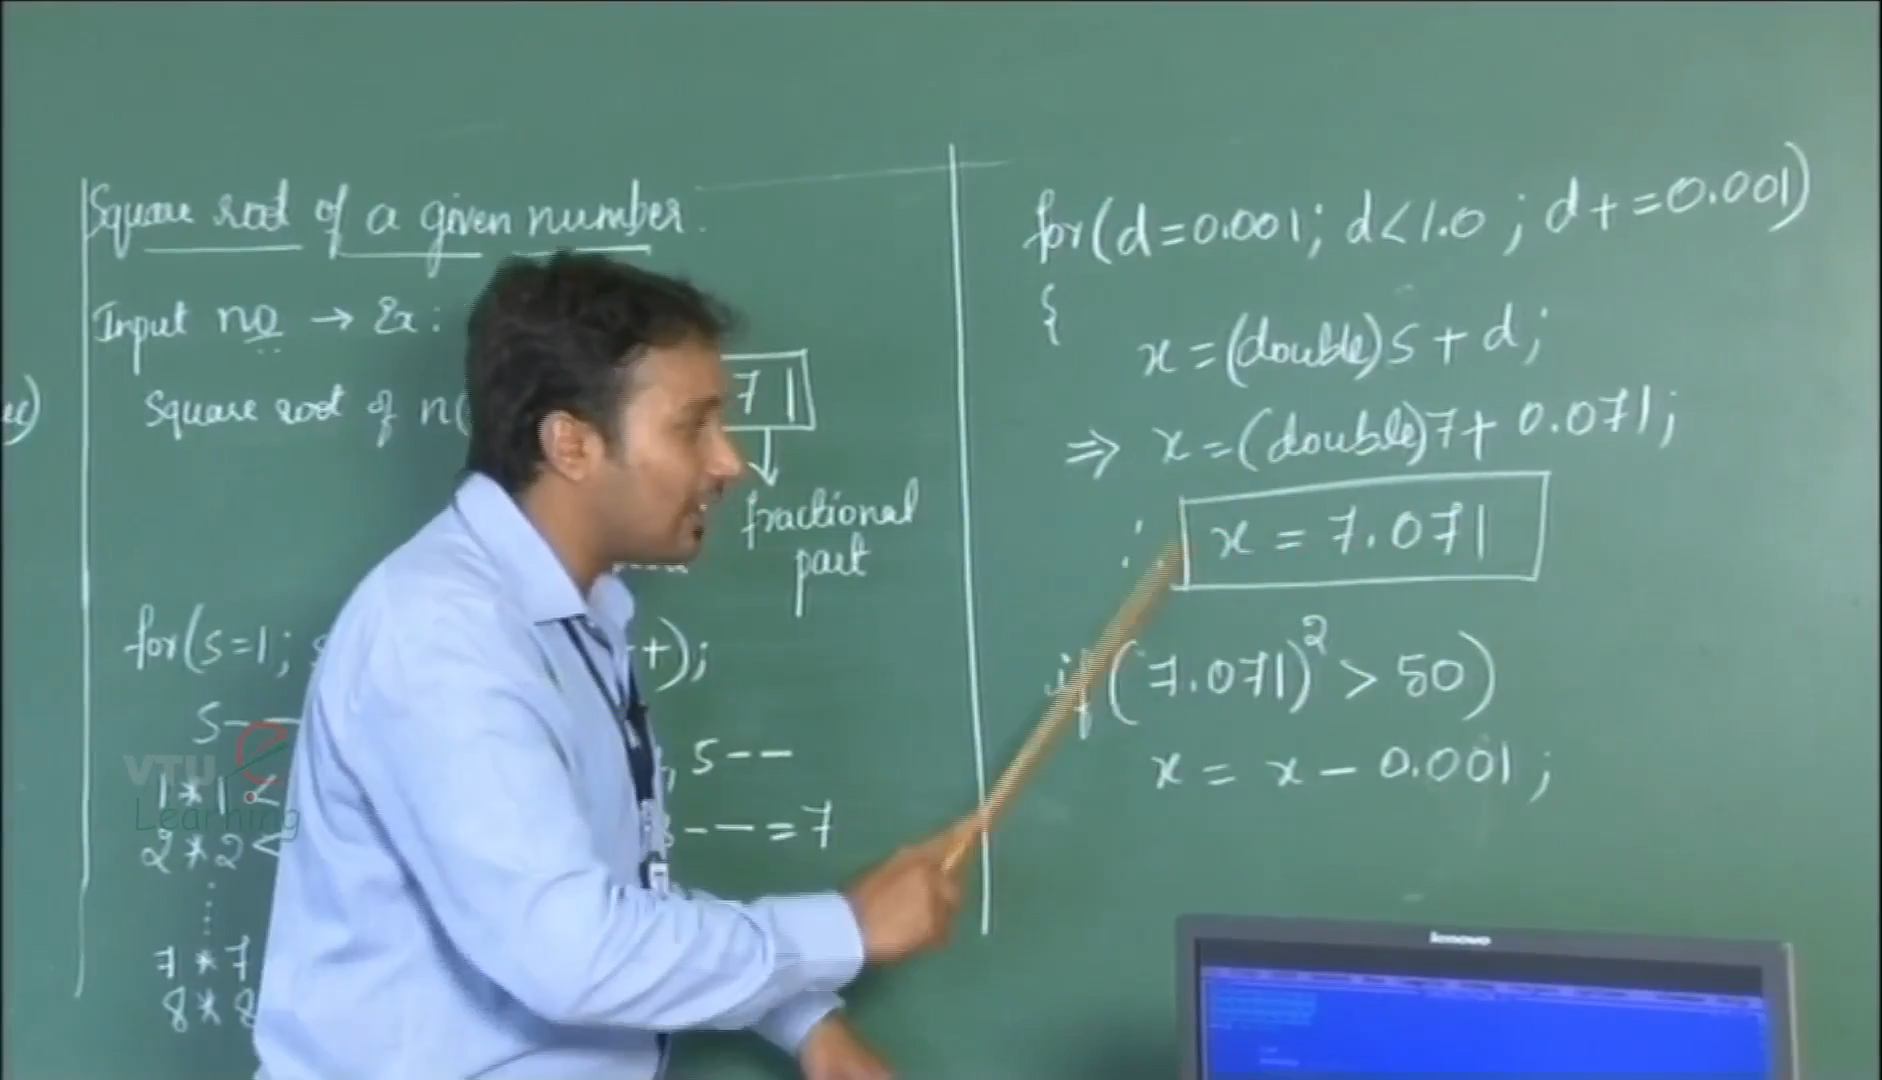 Square root of a given number.
Input no → Ex:
Square root of n(
71
fractional
part
for(s=1; s
+);
s--
, s--
1*1<
2*2<
--=7
7*7
8*8
for(d=0.001; d<1.0; d+=0.001)
{
x=(double)s+d;
⇒ x=(double)7+0.071;
∴ x=7.071
if(7.071)²>50)
x=x-0.001;
VTU e
Learning
lenovo